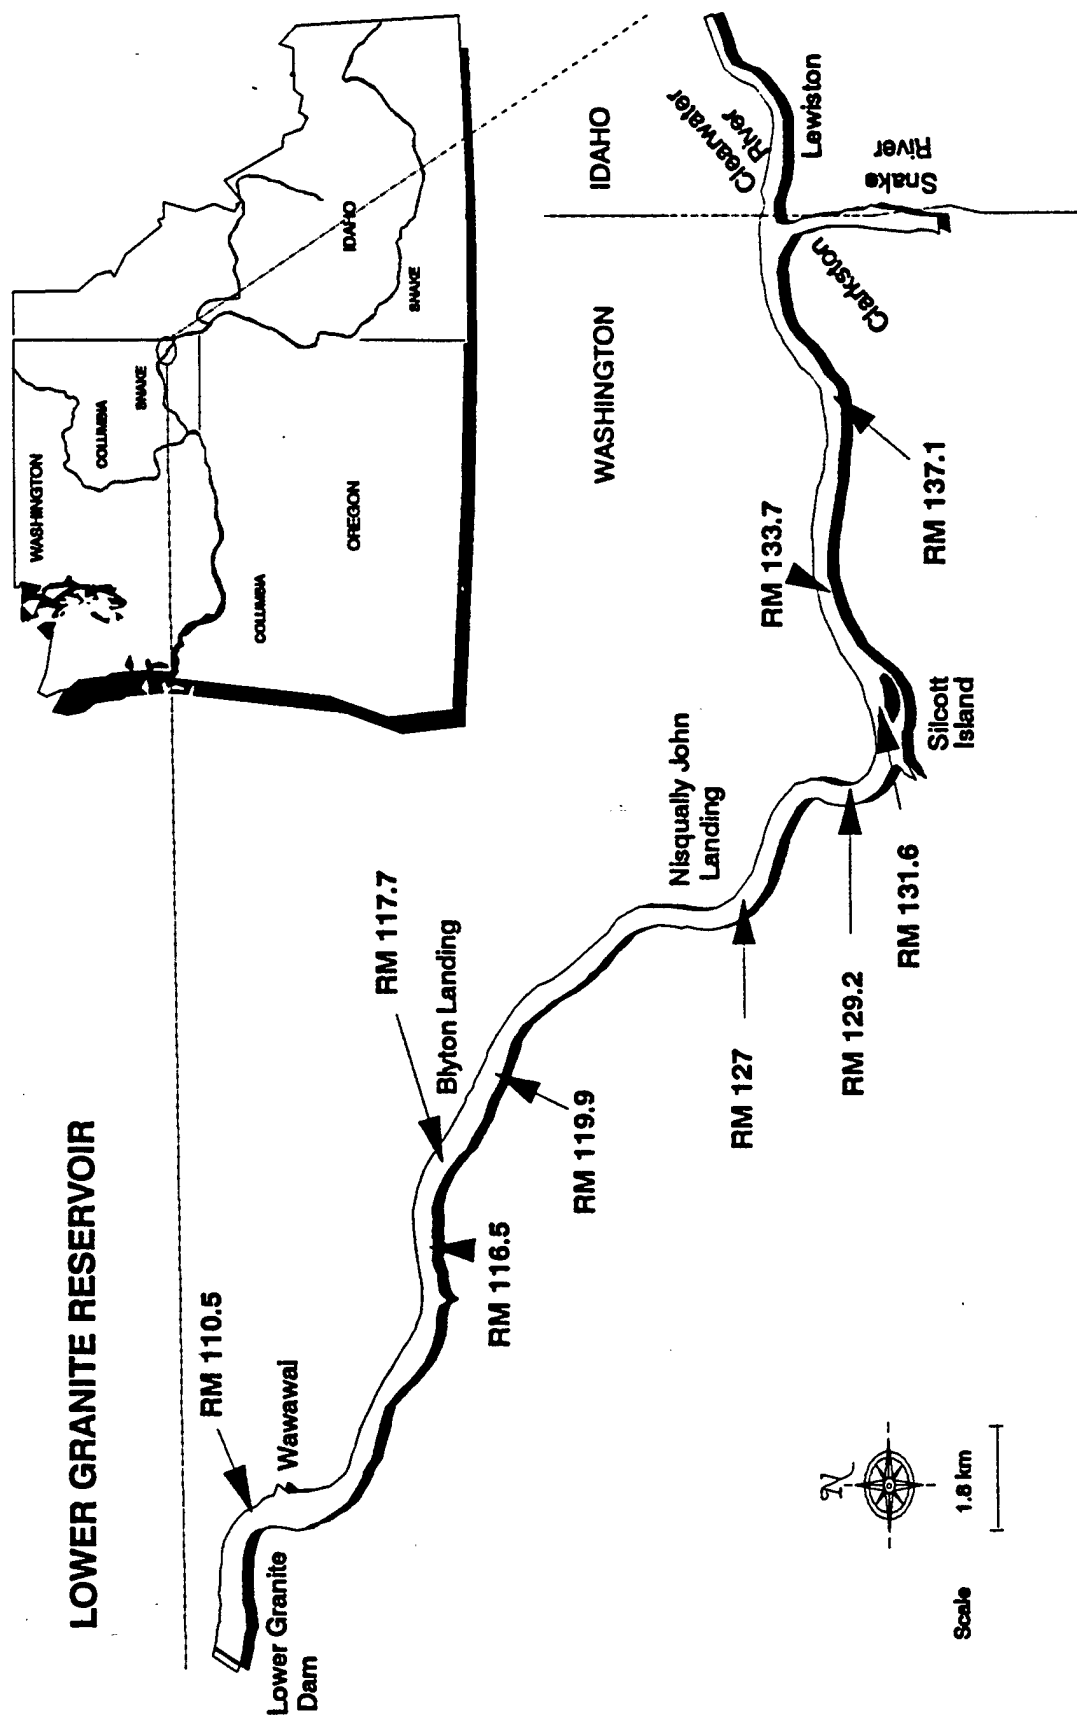 LOWER GRANITE RESERVOIR
WASHINGTON
COLUMBIA
SNAKE
COLUMBIA
OREGON
IDAHO
SNAKE
RM 110.5
Wawawai
Lower Granite
Dam
RM 116.5
RM 117.7
Blyton Landing
RM 119.9
Nisqually John
Landing
RM 127
RM 129.2
RM 131.6
Silcott
Island
RM 133.7
RM 137.1
WASHINGTON
IDAHO
Clearwater
River
Lewiston
Clarkston
Snake
River
N
Scale
1.8 km